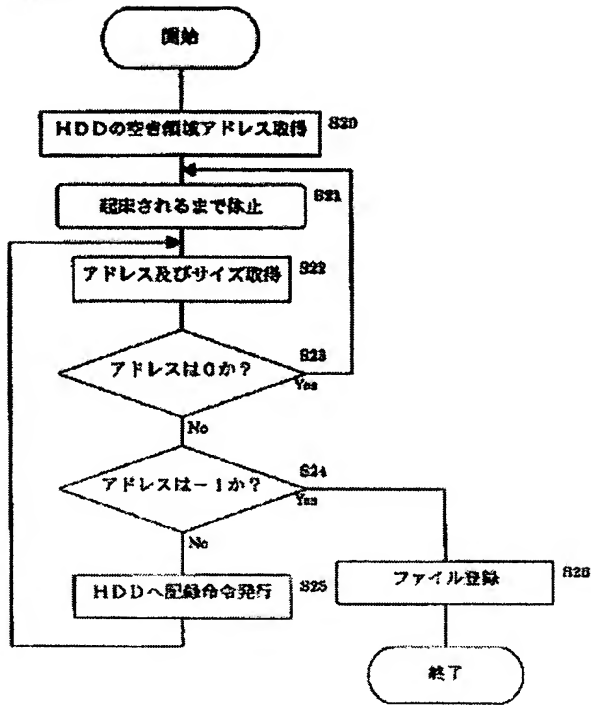 開始
HDDの空き領域アドレス取得
S20
起床されるまで休止
S21
アドレス及びサイズ取得
S22
アドレスは0か?
S23
Yes
No
アドレスは-1か?
S24
Yes
No
HDDへ記録命令発行
S25
ファイル登録
S26
終了